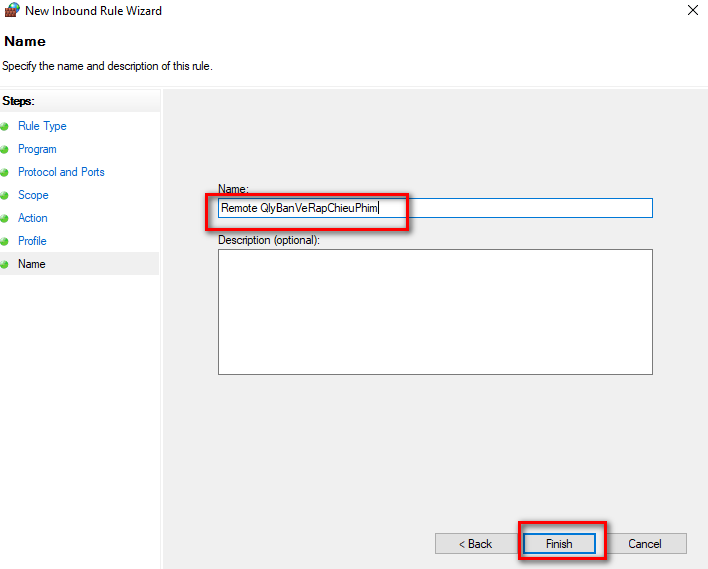 New Inbound Rule Wizard
Name
Specify the name and description of this rule.
Steps:
Rule Type
Program
Protocol and Ports
Scope
Action
Profile
Name
Name:
Remote QlyBanVeRapChieuPhim
Description (optional):
< Back
Finish
Cancel